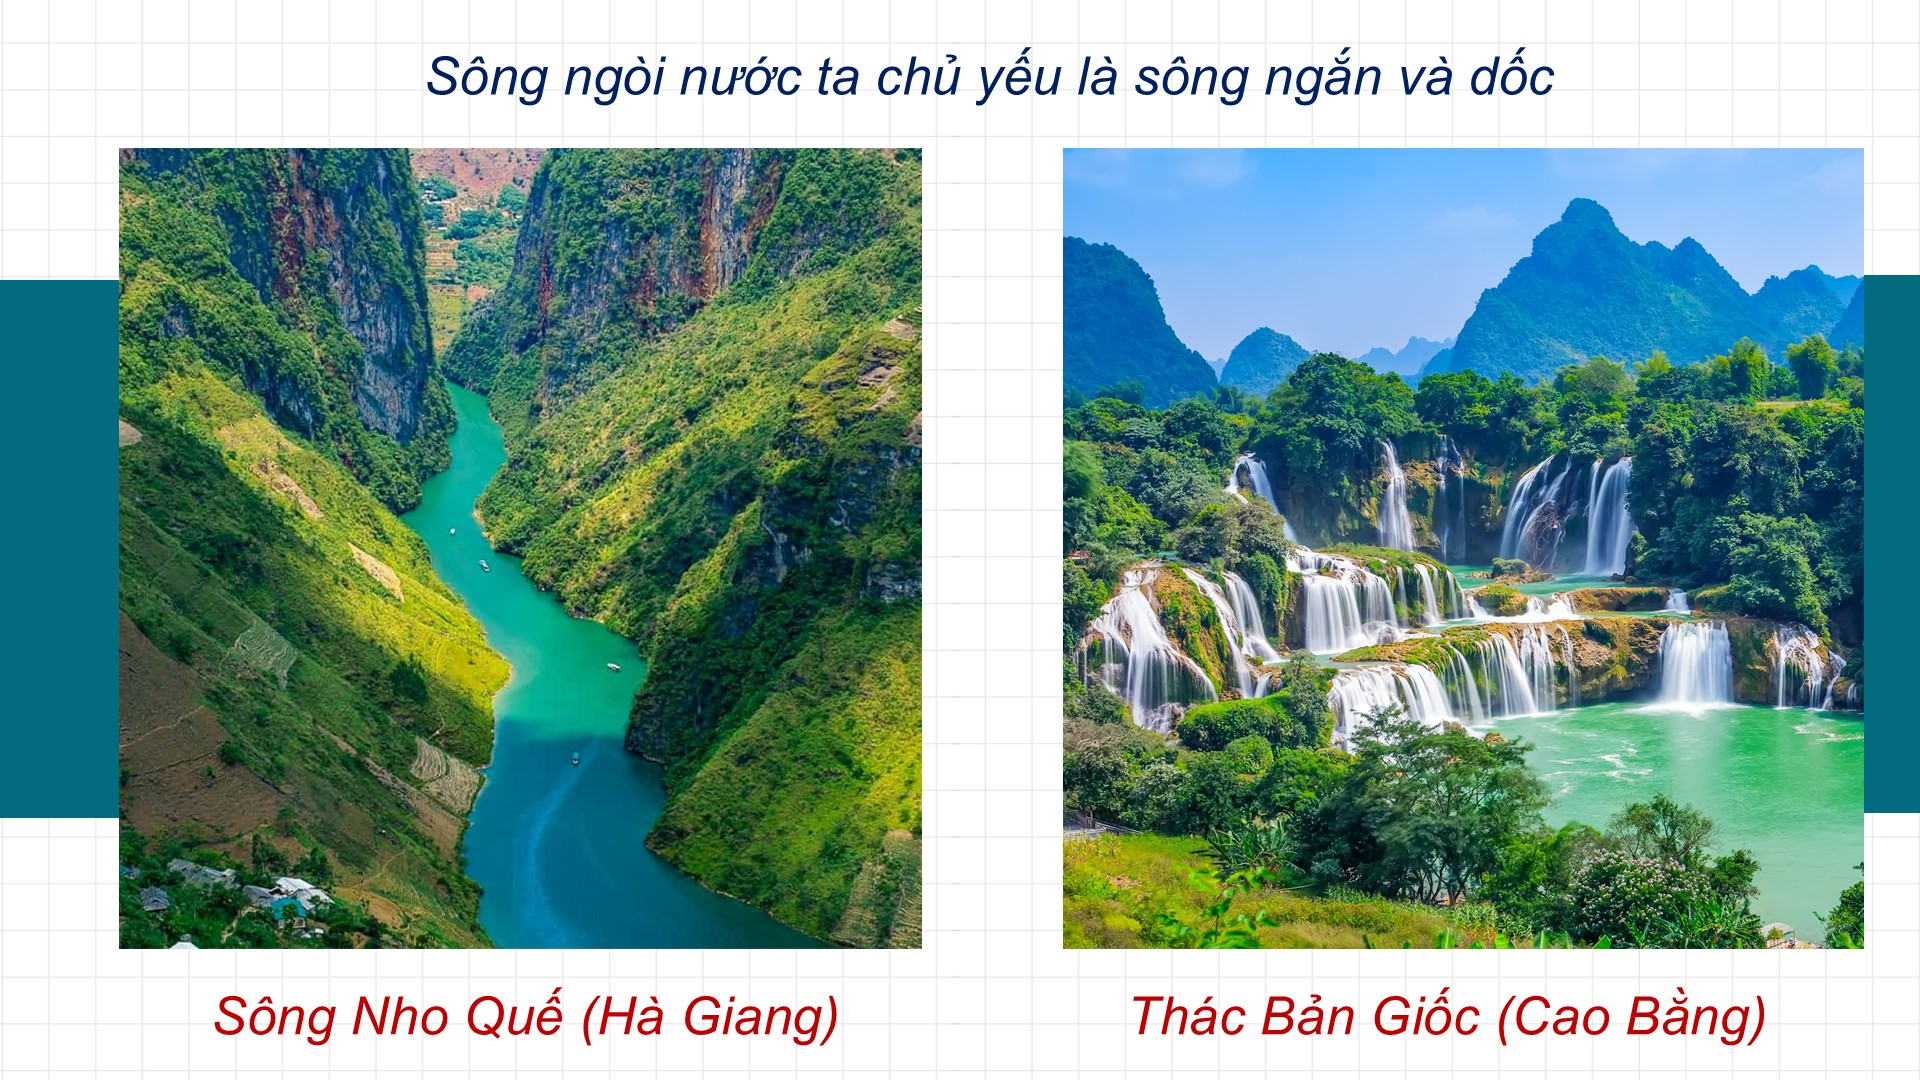 Sông ngòi nước ta chủ yếu là sông ngắn và dốc
Sông Nho Quế (Hà Giang)
Thác Bản Giốc (Cao Bằng)